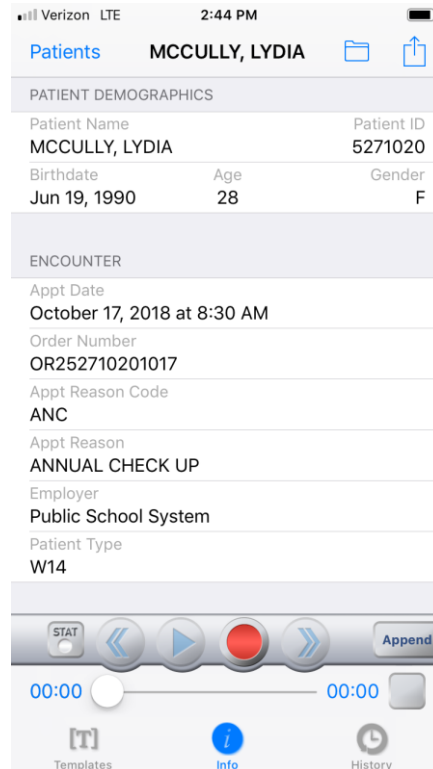 Verizon LTE 2:44 PM
Patients MCCULLY, LYDIA
PATIENT DEMOGRAPHICS
Patient Name Patient ID
MCCULLY, LYDIA 5271020
Birthdate Age Gender
Jun 19, 1990 28 F
ENCOUNTER
Appt Date
October 17, 2018 at 8:30 AM
Order Number
OR252710201017
Appt Reason Code
ANC
Appt Reason
ANNUAL CHECK UP
Employer
Public School System
Patient Type
W14
STAT Append
00:00 00:00
[T] i
Templates Info History